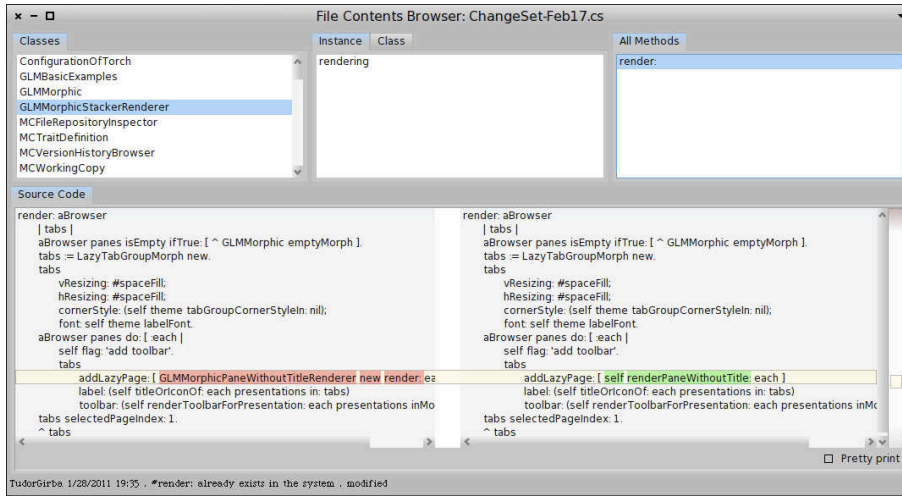 File Contents Browser: ChangeSet-Feb17.cs
Classes
ConfigurationOfTorch
GLMBasicExamples
GLMMorphic
GLMMorphicStackerRenderer
MCFileRepositoryInspector
MCTraitDefinition
MCVersionHistoryBrowser
MCWorkingCopy
Instance Class
rendering
All Methods
render:
Source Code
render: aBrowser
| tabs |
aBrowser panes isEmpty ifTrue: [ ^ GLMMorphic emptyMorph ].
tabs := LazyTabGroupMorph new.
tabs
vResizing: #spaceFill;
hResizing: #spaceFill;
cornerStyle: (self theme tabGroupCornerStyleIn: nil);
font: self theme labelFont.
aBrowser panes do: [ :each |
self flag: 'add toolbar'.
tabs
addLazyPage: [ GLMMorphicPaneWithoutTitleRenderer new render: ea
label: (self titleOrIconOf: each presentations in: tabs)
toolbar: (self renderToolbarForPresentation: each presentations inMo
tabs selectedPageIndex: 1.
^ tabs
render: aBrowser
| tabs |
aBrowser panes isEmpty ifTrue: [ ^ GLMMorphic emptyMorph ].
tabs := LazyTabGroupMorph new.
tabs
vResizing: #spaceFill;
hResizing: #spaceFill;
cornerStyle: (self theme tabGroupCornerStyleIn: nil);
font: self theme labelFont.
aBrowser panes do: [ :each |
self flag: 'add toolbar'.
tabs
addLazyPage: [ self renderPaneWithoutTitle: each ]
label: (self titleOrIconOf: each presentations in: tabs)
toolbar: (self renderToolbarForPresentation: each presentations inMo
tabs selectedPageIndex: 1.
^ tabs
Pretty print
TudorGirba 1/28/2011 19:35 . #render: already exists in the system . modified